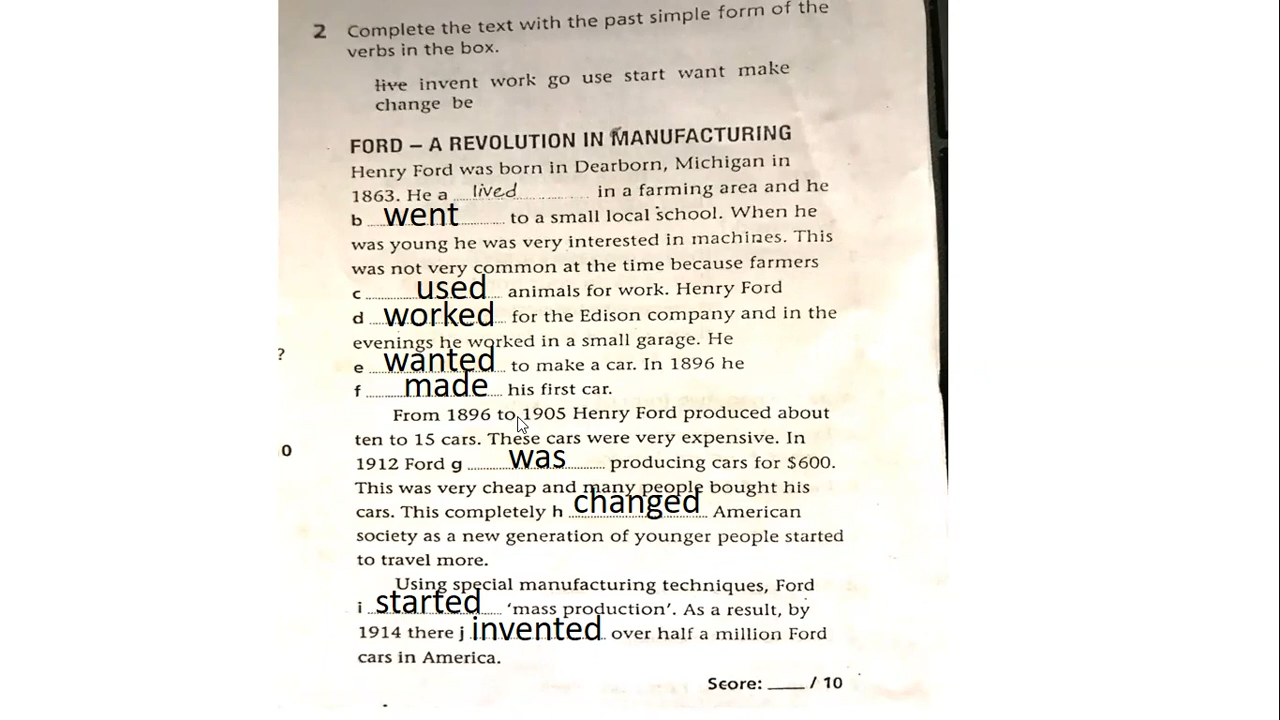 2 Complete the text with the past simple form of the
verbs in the box.
live invent work go use start want make
change be
FORD – A REVOLUTION IN MANUFACTURING
Henry Ford was born in Dearborn, Michigan in
1863. He a lived in a farming area and he
b went to a small local school. When he
was young he was very interested in machines. This
was not very common at the time because farmers
c used animals for work. Henry Ford
d worked for the Edison company and in the
evenings he worked in a small garage. He
?
e wanted to make a car. In 1896 he
f made his first car.
From 1896 to 1905 Henry Ford produced about
ten to 15 cars. These cars were very expensive. In
0
1912 Ford g was producing cars for $600.
This was very cheap and many people bought his
cars. This completely h changed American
society as a new generation of younger people started
to travel more.
Using special manufacturing techniques, Ford
i started ‘mass production’. As a result, by
1914 there j invented over half a million Ford
cars in America.
Score: ___ / 10